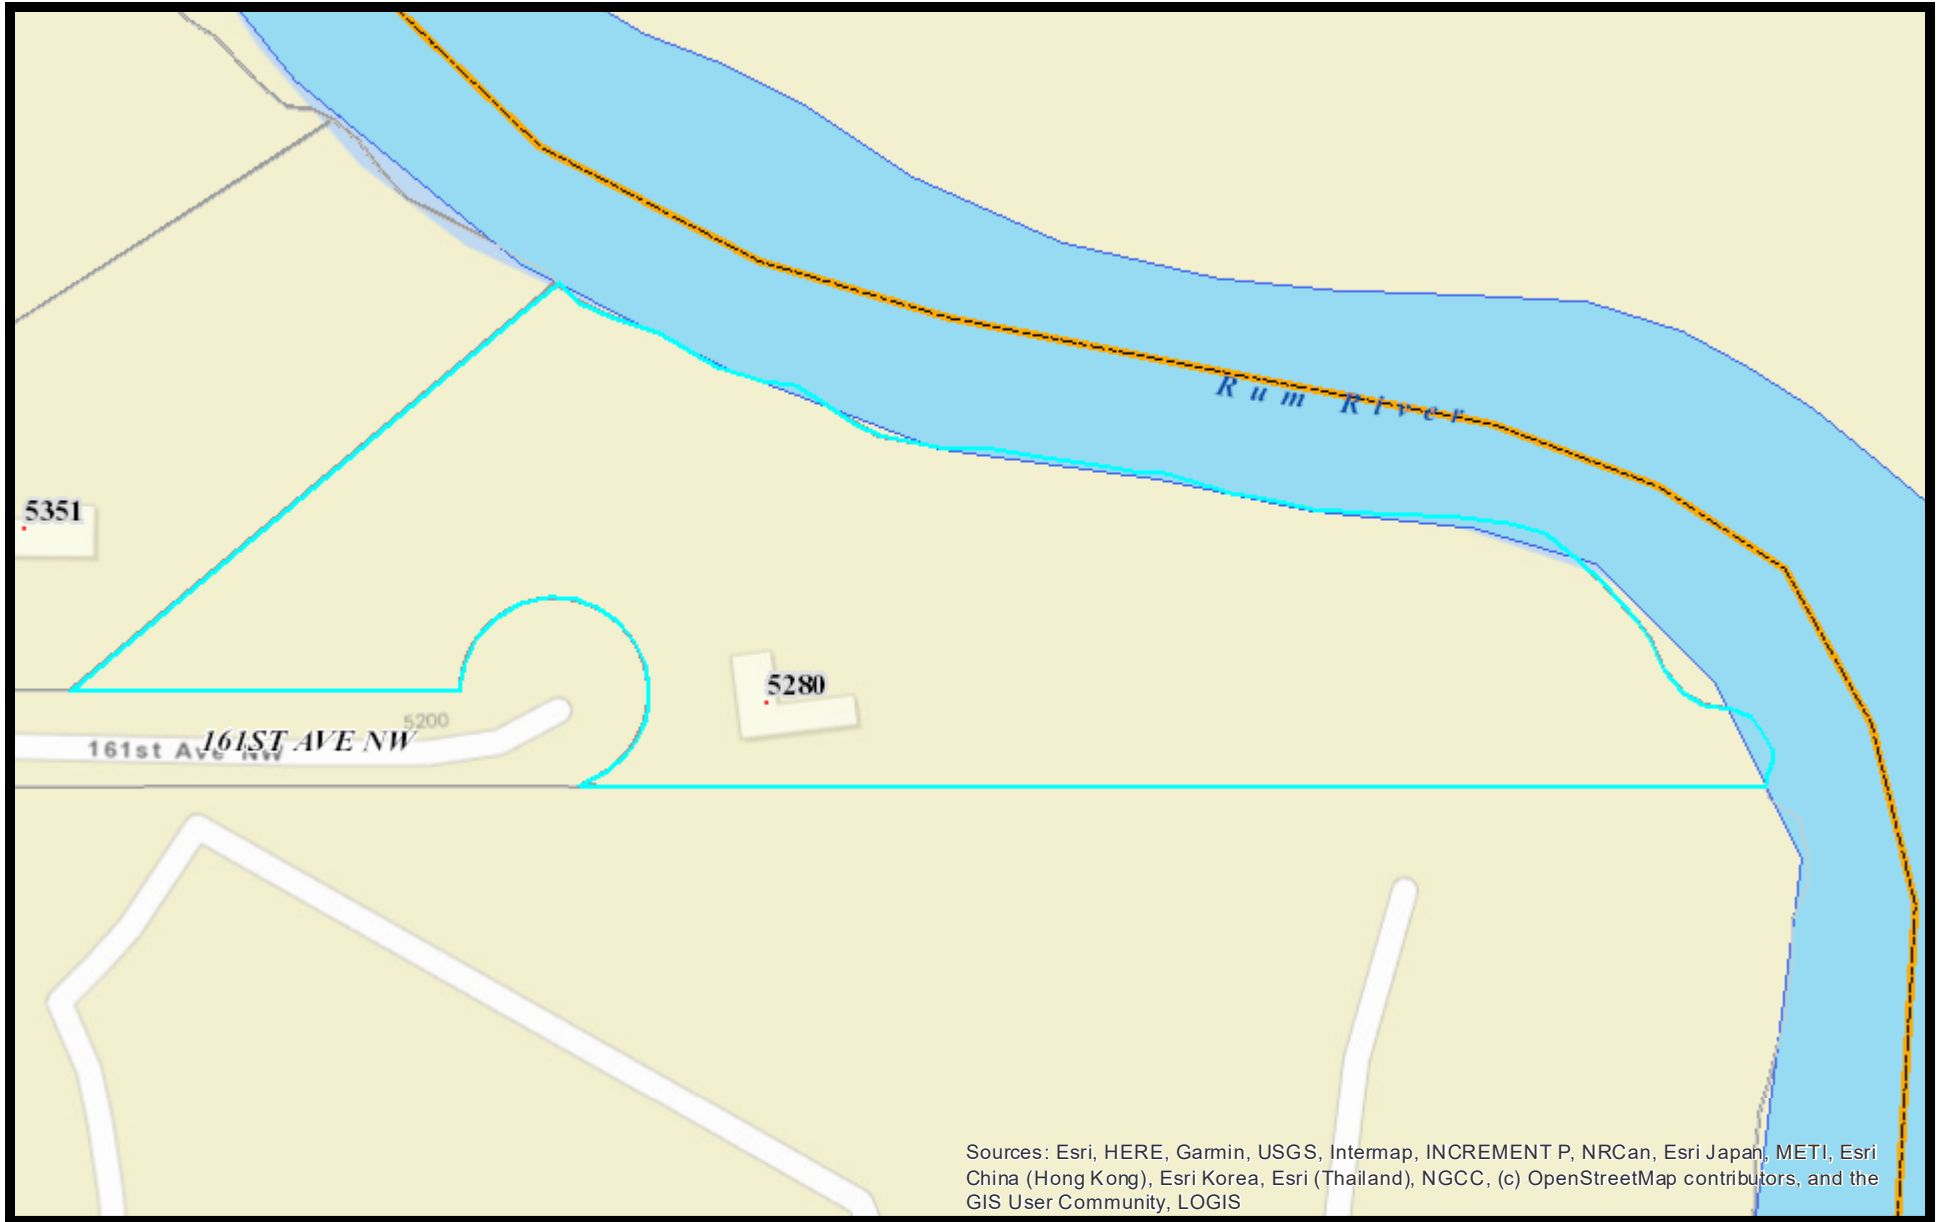 Rum River
5351
5280
5200
161ST AVE NW
161st Ave NW
Sources: Esri, HERE, Garmin, USGS, Intermap, INCREMENT P, NRCan, Esri Japan, METI, Esri
China (Hong Kong), Esri Korea, Esri (Thailand), NGCC, (c) OpenStreetMap contributors, and the
GIS User Community, LOGIS